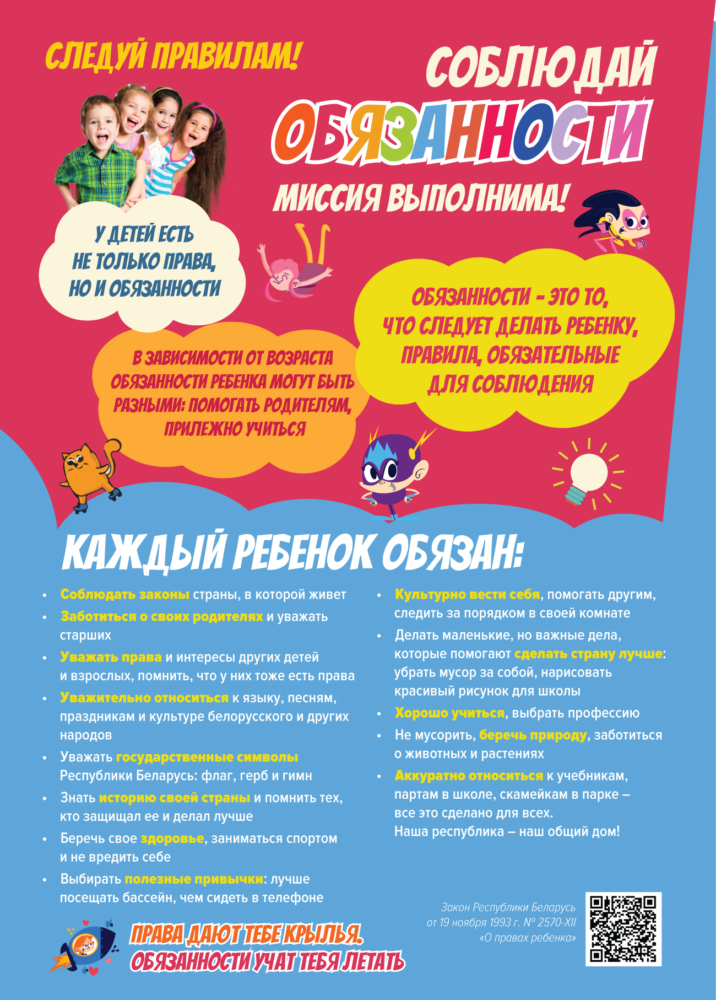 СЛЕДУЙ ПРАВИЛАМ!
СОБЛЮДАЙ
ОБЯЗАННОСТИ
МИССИЯ ВЫПОЛНИМА!
У ДЕТЕЙ ЕСТЬ
НЕ ТОЛЬКО ПРАВА,
НО И ОБЯЗАННОСТИ
ОБЯЗАННОСТИ – ЭТО ТО,
ЧТО СЛЕДУЕТ ДЕЛАТЬ РЕБЕНКУ,
ПРАВИЛА, ОБЯЗАТЕЛЬНЫЕ
ДЛЯ СОБЛЮДЕНИЯ
В ЗАВИСИМОСТИ ОТ ВОЗРАСТА
ОБЯЗАННОСТИ РЕБЕНКА МОГУТ БЫТЬ
РАЗНЫМИ: ПОМОГАТЬ РОДИТЕЛЯМ,
ПРИЛЕЖНО УЧИТЬСЯ
КАЖДЫЙ РЕБЕНОК ОБЯЗАН:
• Соблюдать законы страны, в которой живет
• Заботиться о своих родителях и уважать
старших
• Уважать права и интересы других детей
и взрослых, помнить, что у них тоже есть права
• Уважительно относиться к языку, песням,
праздникам и культуре белорусского и других
народов
• Уважать государственные символы
Республики Беларусь: флаг, герб и гимн
• Знать историю своей страны и помнить тех,
кто защищал ее и делал лучше
• Беречь свое здоровье, заниматься спортом
и не вредить себе
• Выбирать полезные привычки: лучше
посещать бассейн, чем сидеть в телефоне
• Культурно вести себя, помогать другим,
следить за порядком в своей комнате
• Делать маленькие, но важные дела,
которые помогают сделать страну лучше:
убрать мусор за собой, нарисовать
красивый рисунок для школы
• Хорошо учиться, выбрать профессию
• Не мусорить, беречь природу, заботиться
о животных и растениях
• Аккуратно относиться к учебникам,
партам в школе, скамейкам в парке –
все это сделано для всех.
Наша республика – наш общий дом!
ПРАВА ДАЮТ ТЕБЕ КРЫЛЬЯ.
ОБЯЗАННОСТИ УЧАТ ТЕБЯ ЛЕТАТЬ
Закон Республики Беларусь
от 19 ноября 1993 г. № 2570-XII
«О правах ребенка»